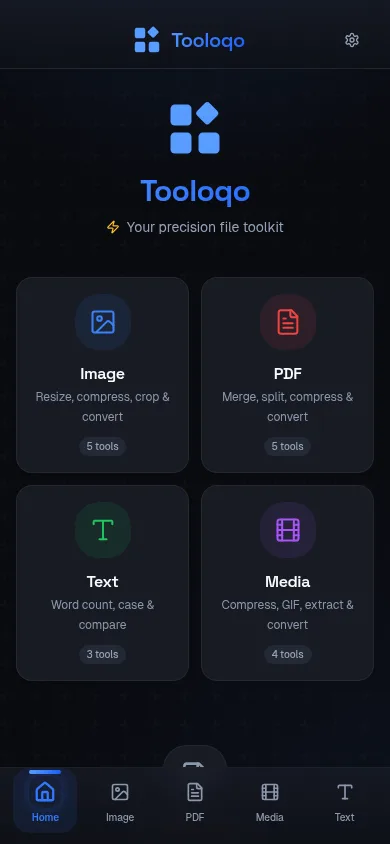 Tooloqo
Tooloqo
Your precision file toolkit
Image
Resize, compress, crop &
convert
5 tools
PDF
Merge, split, compress &
convert
5 tools
Text
Word count, case &
compare
3 tools
Media
Compress, GIF, extract &
convert
4 tools
Home
Image
PDF
Media
Text